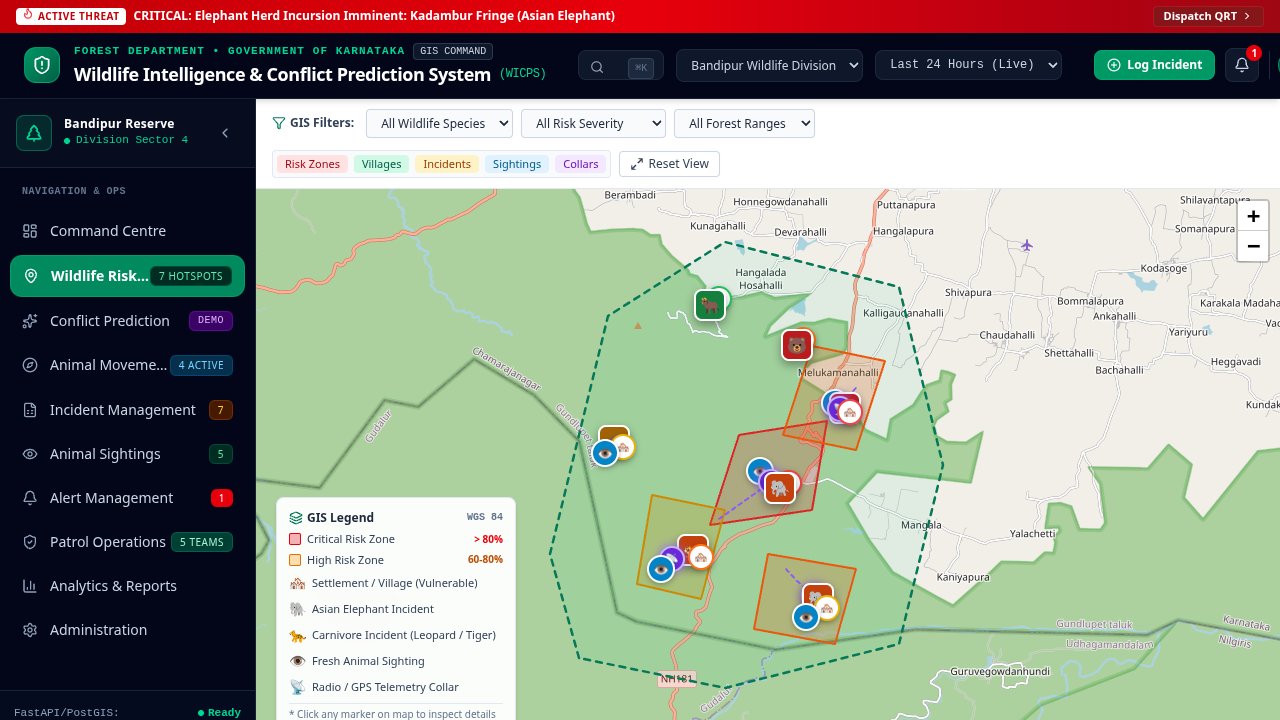 ACTIVE THREAT CRITICAL: Elephant Herd Incursion Imminent: Kadambur Fringe (Asian Elephant) Dispatch QRT
FOREST DEPARTMENT • GOVERNMENT OF KARNATAKA GIS COMMAND
Wildlife Intelligence & Conflict Prediction System (WICPS)
⌘K
Bandipur Wildlife Division
Last 24 Hours (Live)
Log Incident
1
Bandipur Reserve
Division Sector 4
NAVIGATION & OPS
Command Centre
Wildlife Risk... 7 HOTSPOTS
Conflict Prediction DEMO
Animal Moveme... 4 ACTIVE
Incident Management 7
Animal Sightings 5
Alert Management 1
Patrol Operations 5 TEAMS
Analytics & Reports
Administration
FastAPI/PostGIS: Ready
GIS Filters: All Wildlife Species All Risk Severity All Forest Ranges
Risk Zones Villages Incidents Sightings Collars Reset View
Berambadi
Honnegowdanahalli
Puttanapura
Shilavantapura
Kunagahalli
Devarahalli
Hangalapura
Somanapura
+
−
Hangalada
Hosahalli
Kodasoge
Shivapura
Bommalapura
Karakala Madaha
Kalligaudanahalli
Ankahalli
Chaudahalli
Yariyuru
Shettahalli
Heggavadi
Melukamanahalli
Bachahalli
Chamarajanagar
Gudalur
Kundak
Mangala
Yalachetti
Kaniyapura
Gundlupet taluk
Udhagamandalam
Karnataka
Nilgiris
Guruvegowdanhundi
NH181
GIS Legend WGS 84
Critical Risk Zone > 80%
High Risk Zone 60-80%
Settlement / Village (Vulnerable)
Asian Elephant Incident
Carnivore Incident (Leopard / Tiger)
Fresh Animal Sighting
Radio / GPS Telemetry Collar
* Click any marker on map to inspect details